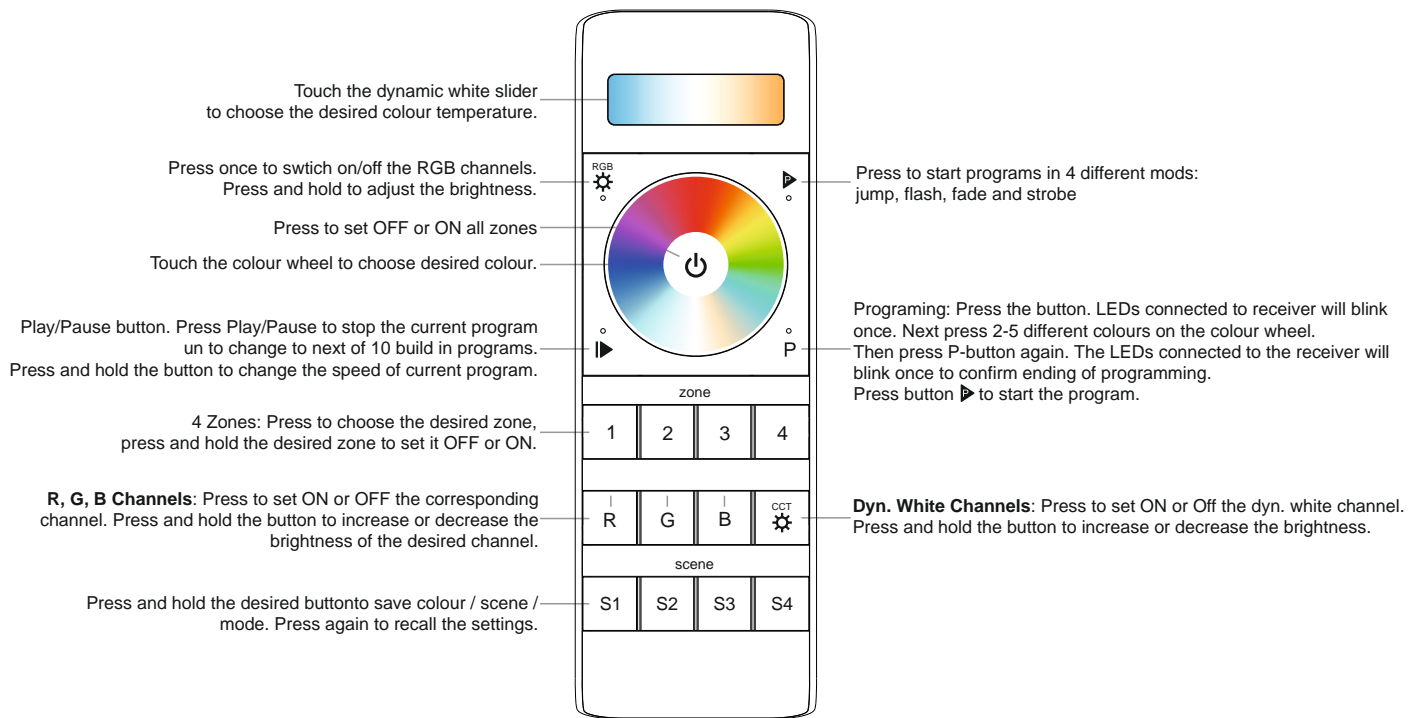 Touch the dynamic white slider
to choose the desired colour temperature.
Press once to swtich on/off the RGB channels.
Press and hold to adjust the brightness.
Press to set OFF or ON all zones
Touch the colour wheel to choose desired colour.
Play/Pause button. Press Play/Pause to stop the current program
un to change to next of 10 build in programs.
Press and hold the button to change the speed of current program.
4 Zones: Press to choose the desired zone,
press and hold the desired zone to set it OFF or ON.
R, G, B Channels: Press to set ON or OFF the corresponding
channel. Press and hold the button to increase or decrease the
brightness of the desired channel.
Press and hold the desired buttonto save colour / scene /
mode. Press again to recall the settings.
RGB
P
P
zone
1 2 3 4
R G B CCT
scene
S1 S2 S3 S4
Press to start programs in 4 different mods:
jump, flash, fade and strobe
Programing: Press the button. LEDs connected to receiver will blink
once. Next press 2-5 different colours on the colour wheel.
Then press P-button again. The LEDs connected to the receiver will
blink once to confirm ending of programming.
Press button P to start the program.
Dyn. White Channels: Press to set ON or Off the dyn. white channel.
Press and hold the button to increase or decrease the brightness.